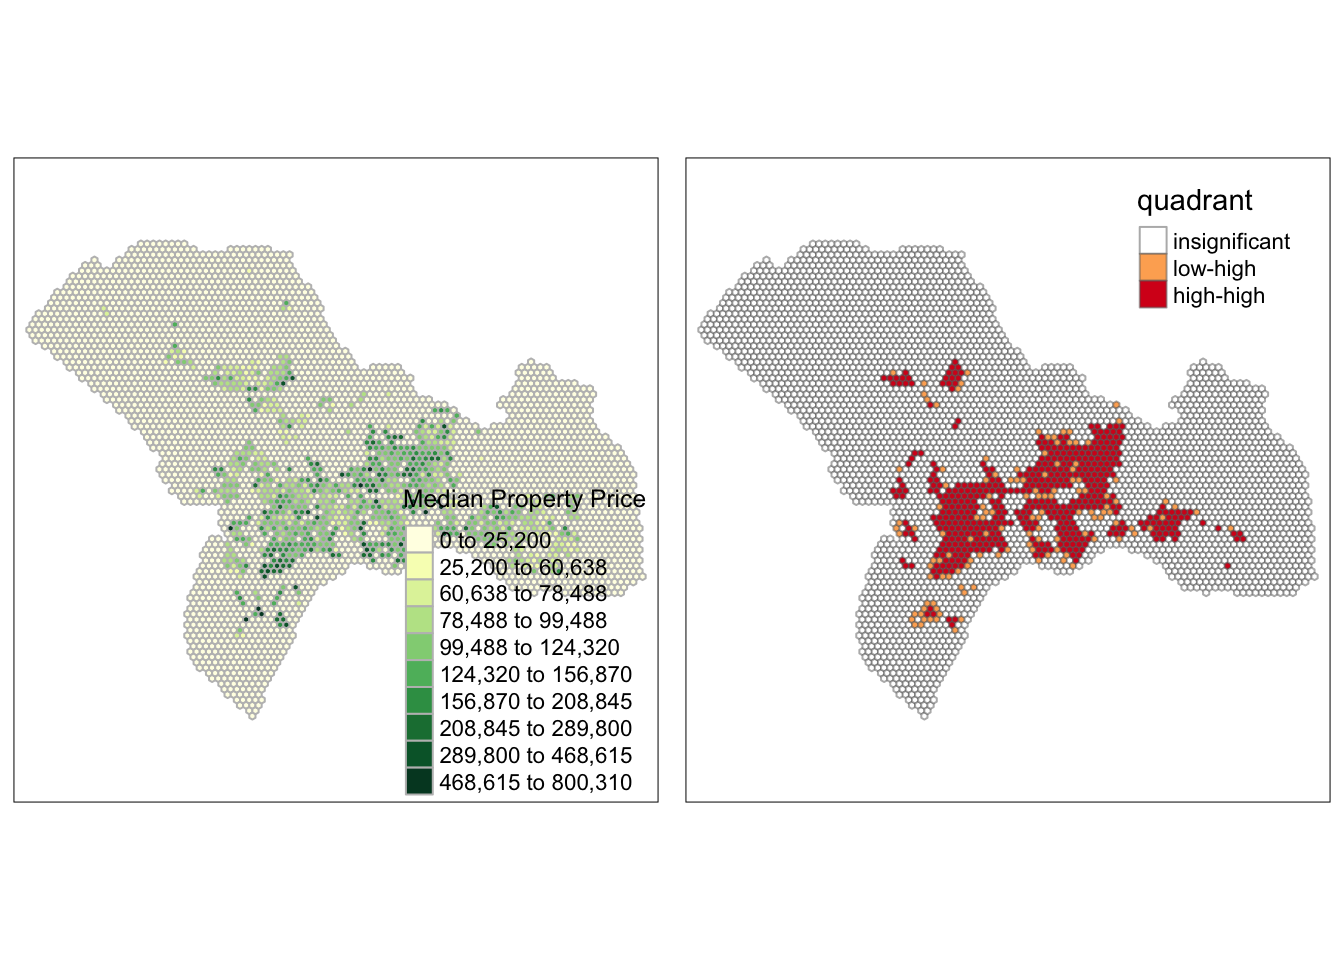 Median Property Price
0 to 25,200
25,200 to 60,638
60,638 to 78,488
78,488 to 99,488
99,488 to 124,320
124,320 to 156,870
156,870 to 208,845
208,845 to 289,800
289,800 to 468,615
468,615 to 800,310
quadrant
insignificant
low-high
high-high